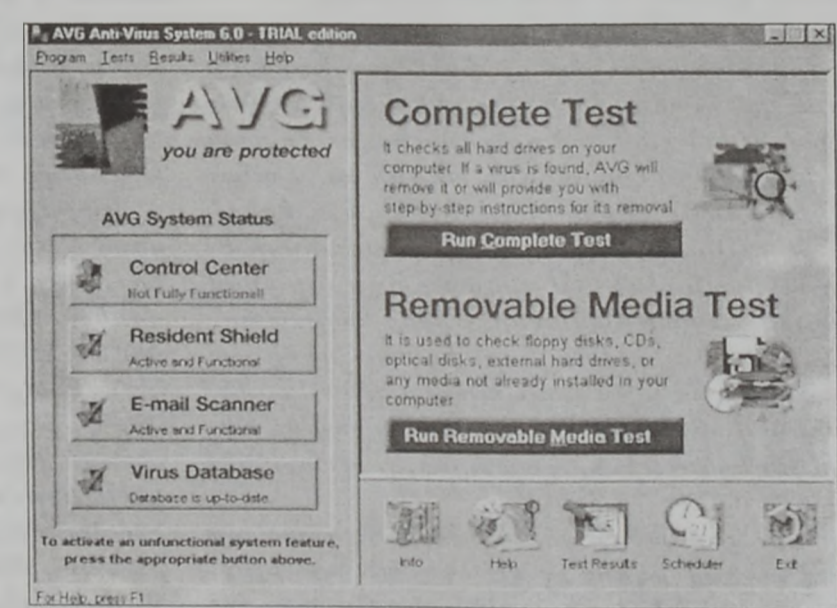 AVG Anti-Virus System 6.0 - TRIAL edition
Program Tests Results Utilities Help
AVG
you are protected
AVG System Status
Control Center
Not Fully Functional!
Resident Shield
Active and Functional
E-mail Scanner
Active and Functional
Virus Database
Database is up-to-date
To activate an unfunctional system feature,
press the appropriate button above.
Complete Test
It checks all hard drives on your
computer. If a virus is found, AVG will
remove it or will provide you with
step-by-step instructions for its removal
Run Complete Test
Removable Media Test
It is used to check floppy disks, CDs,
optical disks, external hard drives, or
any media not already installed in your
computer
Run Removable Media Test
Info Help Test Results Scheduler Exit
For Help, press F1